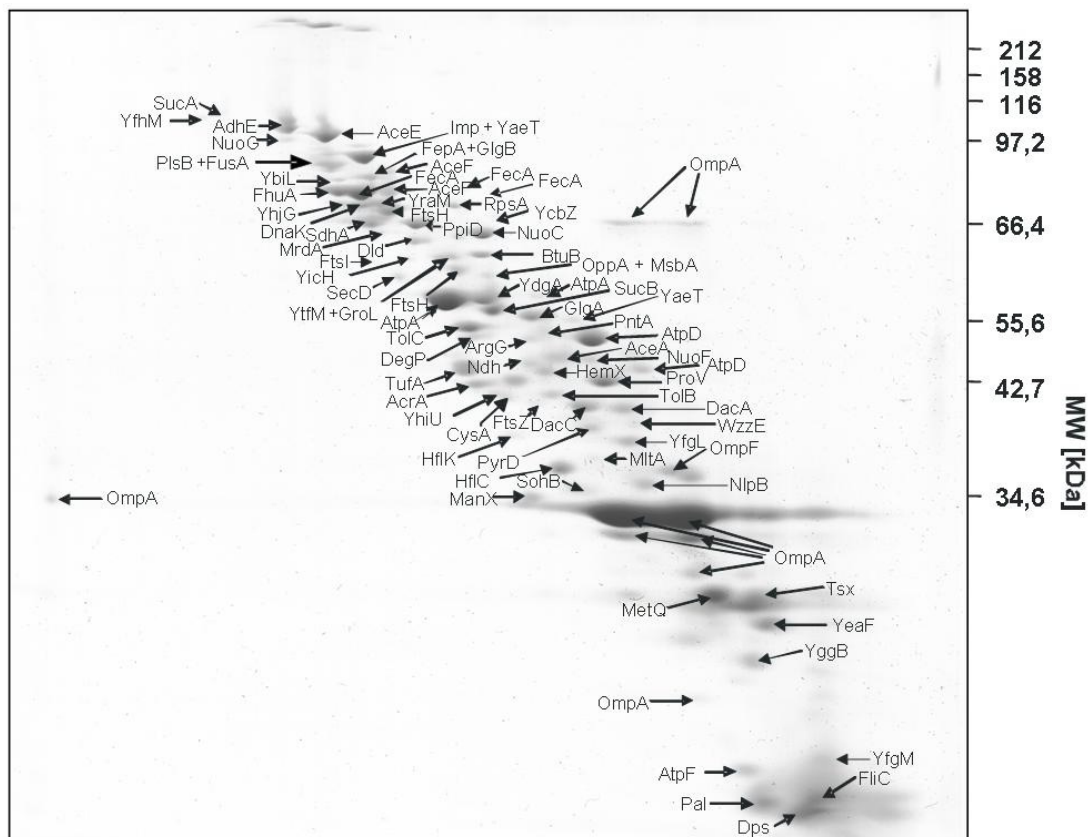 212
158
SucA
116
YfhM
AdhE
AceE
Imp + YaeT
97,2
NuoG
FepA+GlgB
PlsB +FusA
AceF
OmpA
YbiL
FecA
FecA
FecA
FhuA
AceF
YraM
RpsA
YhjG
FtsH
YcbZ
66,4
DnaK
SdhA
PpiD
NuoC
MrdA
Dld
BtuB
FtsI
YicH
OppA + MsbA
SecD
YdgA
AtpA
SucB
FtsH
YtfM +GroL
GlgA
YaeT
AtpA
PntA
55,6
TolC
ArgG
AtpD
DegP
AceA
NuoF
Ndh
HemX
AtpD
TufA
ProV
42,7
AcrA
TolB
YhiU
DacA
FtsZ
DacC
WzzE
CysA
HflK
YfgL
OmpF
PyrD
MltA
HflC
SohB
NlpB
OmpA
ManX
34,6
MW [kDa]
OmpA
MetQ
Tsx
YeaF
YggB
OmpA
YfgM
AtpF
FliC
Pal
Dps